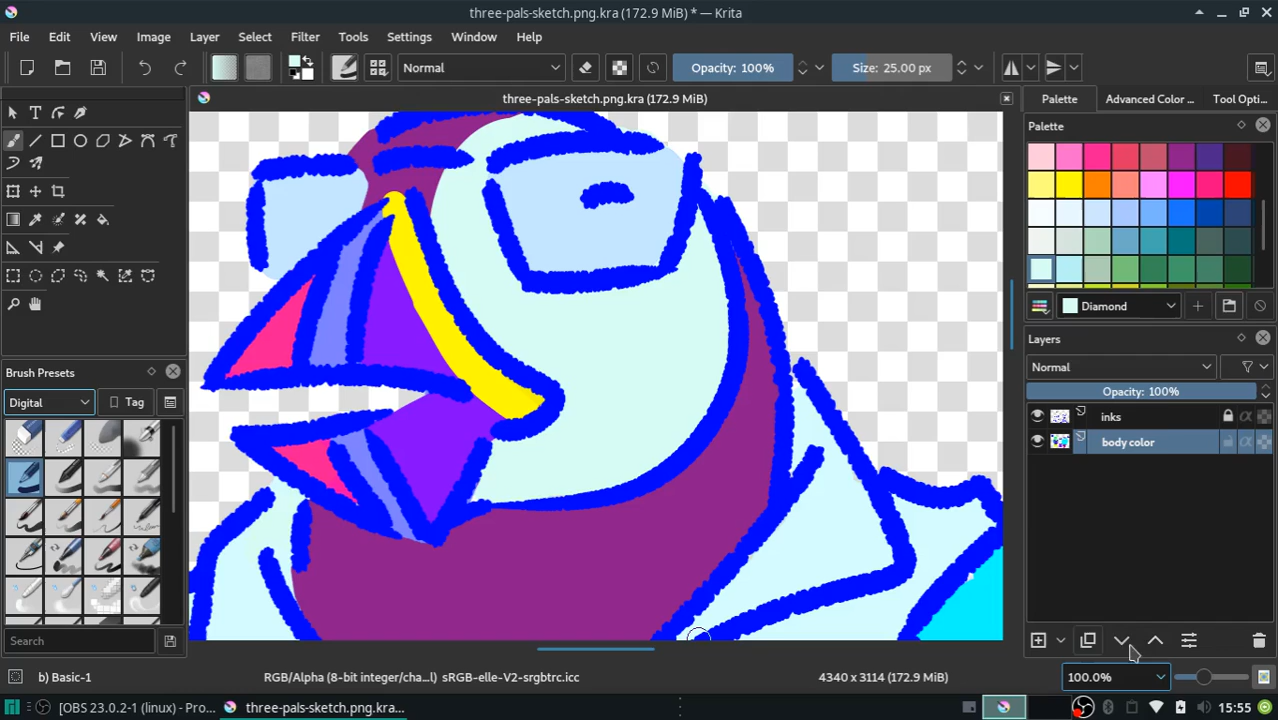 three-pals-sketch.png.kra (172.9 MiB) * — Krita
File Edit View Image Layer Select Filter Tools Settings Window Help
Normal Opacity: 100% Size: 25.00 px
three-pals-sketch.png.kra (172.9 MiB)
Palette Advanced Color ... Tool Opti...
Palette
Diamond
Layers
Normal
Opacity: 100%
inks
body color
Brush Presets
Digital Tag
Search
100.0%
b) Basic-1 RGB/Alpha (8-bit integer/cha...l) sRGB-elle-V2-srgbtrc.icc 4340 x 3114 (172.9 MiB)
[OBS 23.0.2-1 (linux) - Pro... three-pals-sketch.png.kra... 15:55